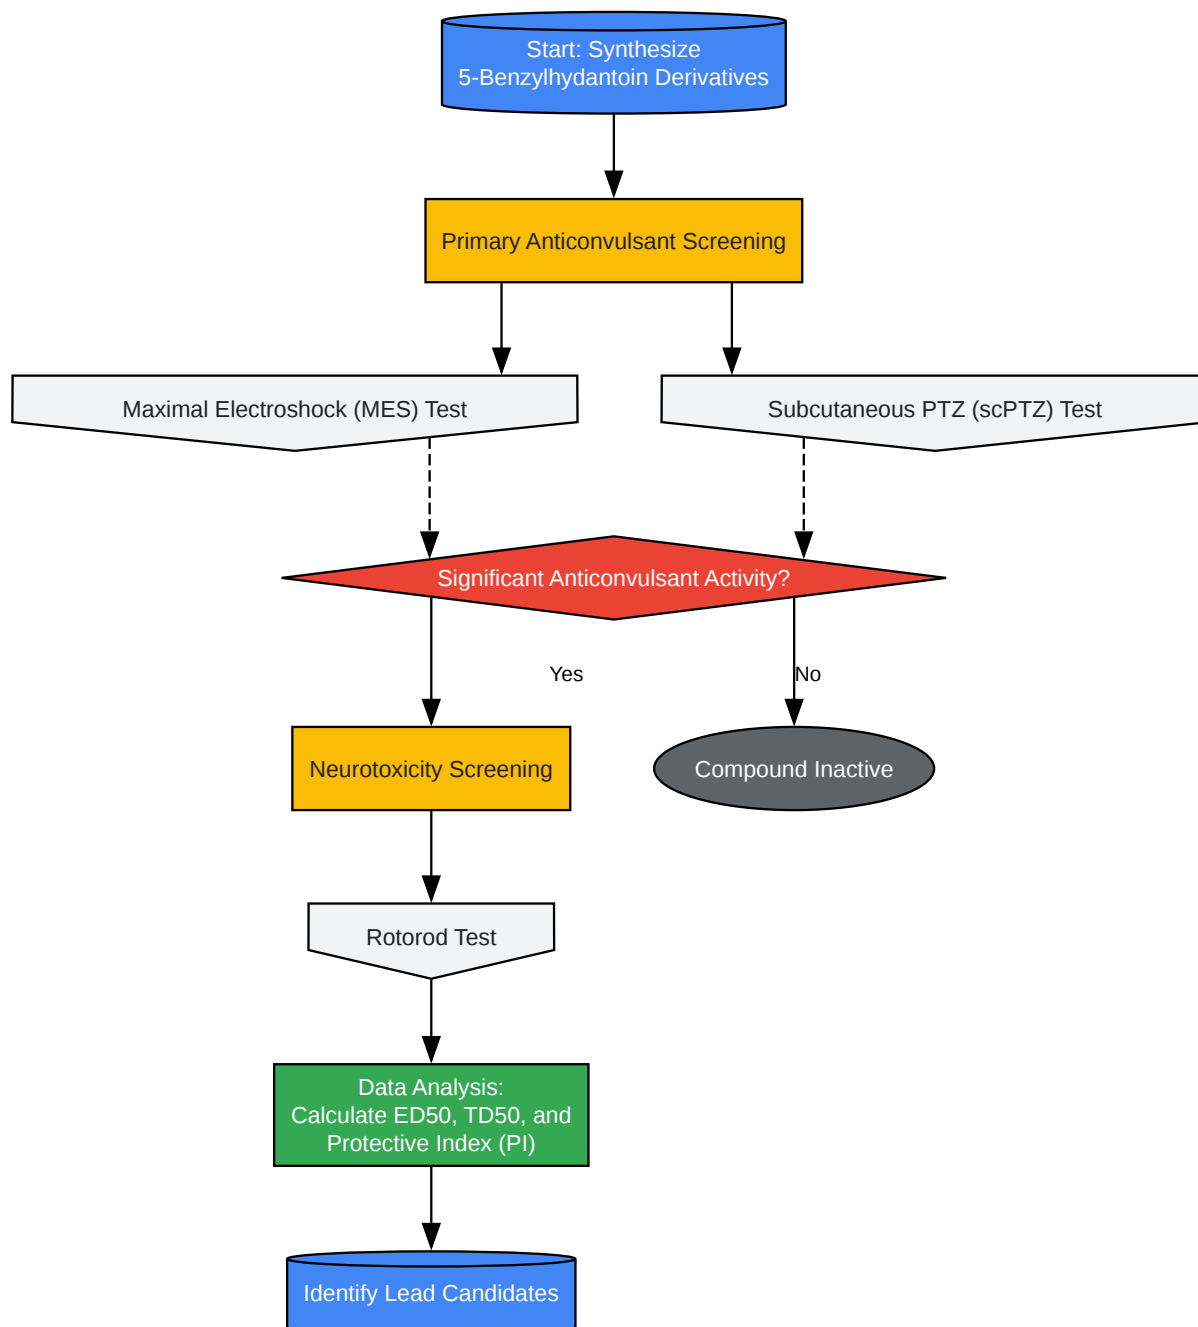 Start: Synthesize
5-Benzylhydantoin Derivatives
Primary Anticonvulsant Screening
Maximal Electroshock (MES) Test
Subcutaneous PTZ (scPTZ) Test
Significant Anticonvulsant Activity?
Yes
No
Neurotoxicity Screening
Compound Inactive
Rotorod Test
Data Analysis:
Calculate ED50, TD50, and
Protective Index (PI)
Identify Lead Candidates